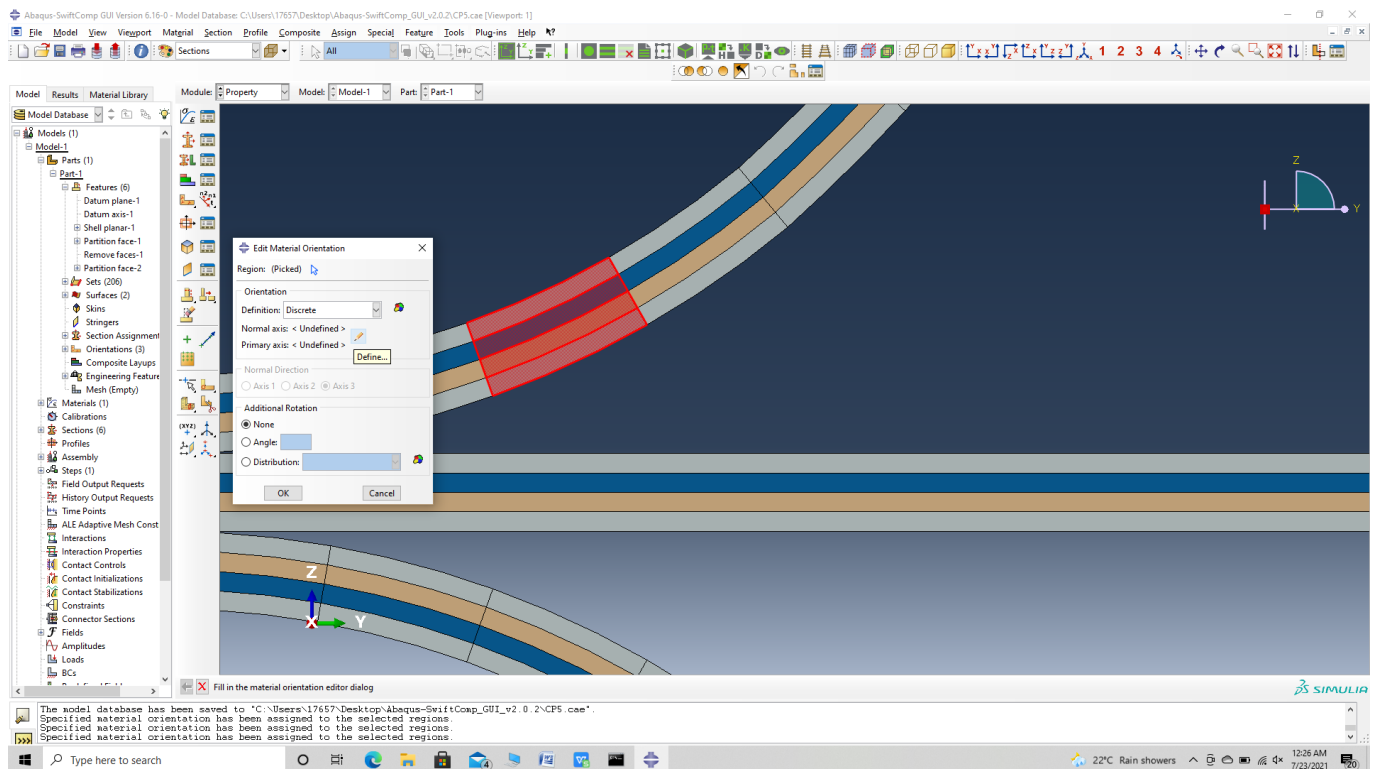 Abaqus-SwiftComp GUI Version 6.16-0 - Model Database: C:\Users\17657\Desktop\Abaqus-SwiftComp_GUI_v2.0.2\CP5.cae [Viewport: 1]
File Model View Viewport Material Section Profile Composite Assign Special Feature Tools Plug-ins Help
Sections All 1 2 3 4
Model Results Material Library Module: Property Model: Model-1 Part: Part-1
Model Database
Models (1)
Model-1
Parts (1)
Part-1
Features (6)
Datum plane-1
Datum axis-1
Shell planar-1
Partition face-1
Remove faces-1
Partition face-2
Sets (206)
Surfaces (2)
Skins
Stringers
Section Assignment
Orientations (3)
Composite Layups
Engineering Feature
Mesh (Empty)
Materials (1)
Calibrations
Sections (6)
Profiles
Assembly
Steps (1)
Field Output Requests
History Output Requests
Time Points
ALE Adaptive Mesh Const
Interactions
Interaction Properties
Contact Controls
Contact Initializations
Contact Stabilizations
Constraints
Connector Sections
Fields
Amplitudes
Loads
BCs
Edit Material Orientation
Region: (Picked)
Orientation
Definition: Discrete
Normal axis: < Undefined >
Primary axis: < Undefined >
Define...
Normal Direction
Axis 1 Axis 2 Axis 3
Additional Rotation
None
Angle:
Distribution:
OK Cancel
Z
X Y
Z
X Y
Fill in the material orientation editor dialog
SIMULIA
The model database has been saved to "C:\Users\17657\Desktop\Abaqus-SwiftComp_GUI_v2.0.2\CP5.cae".
Specified material orientation has been assigned to the selected regions.
Specified material orientation has been assigned to the selected regions.
Specified material orientation has been assigned to the selected regions.
Type here to search
22°C Rain showers
12:26 AM
7/23/2021
20